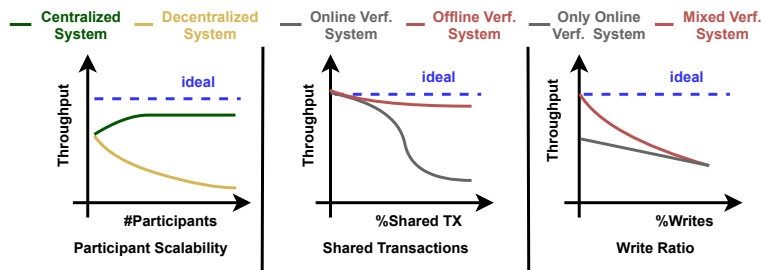 Centralized
System
Decentralized
System
Online Verf.
System
Offline Verf.
System
Only Online
Verf. System
Mixed Verf.
System
Throughput
ideal
#Participants
Participant Scalability
Throughput
ideal
%Shared TX
Shared Transactions
Throughput
ideal
%Writes
Write Ratio